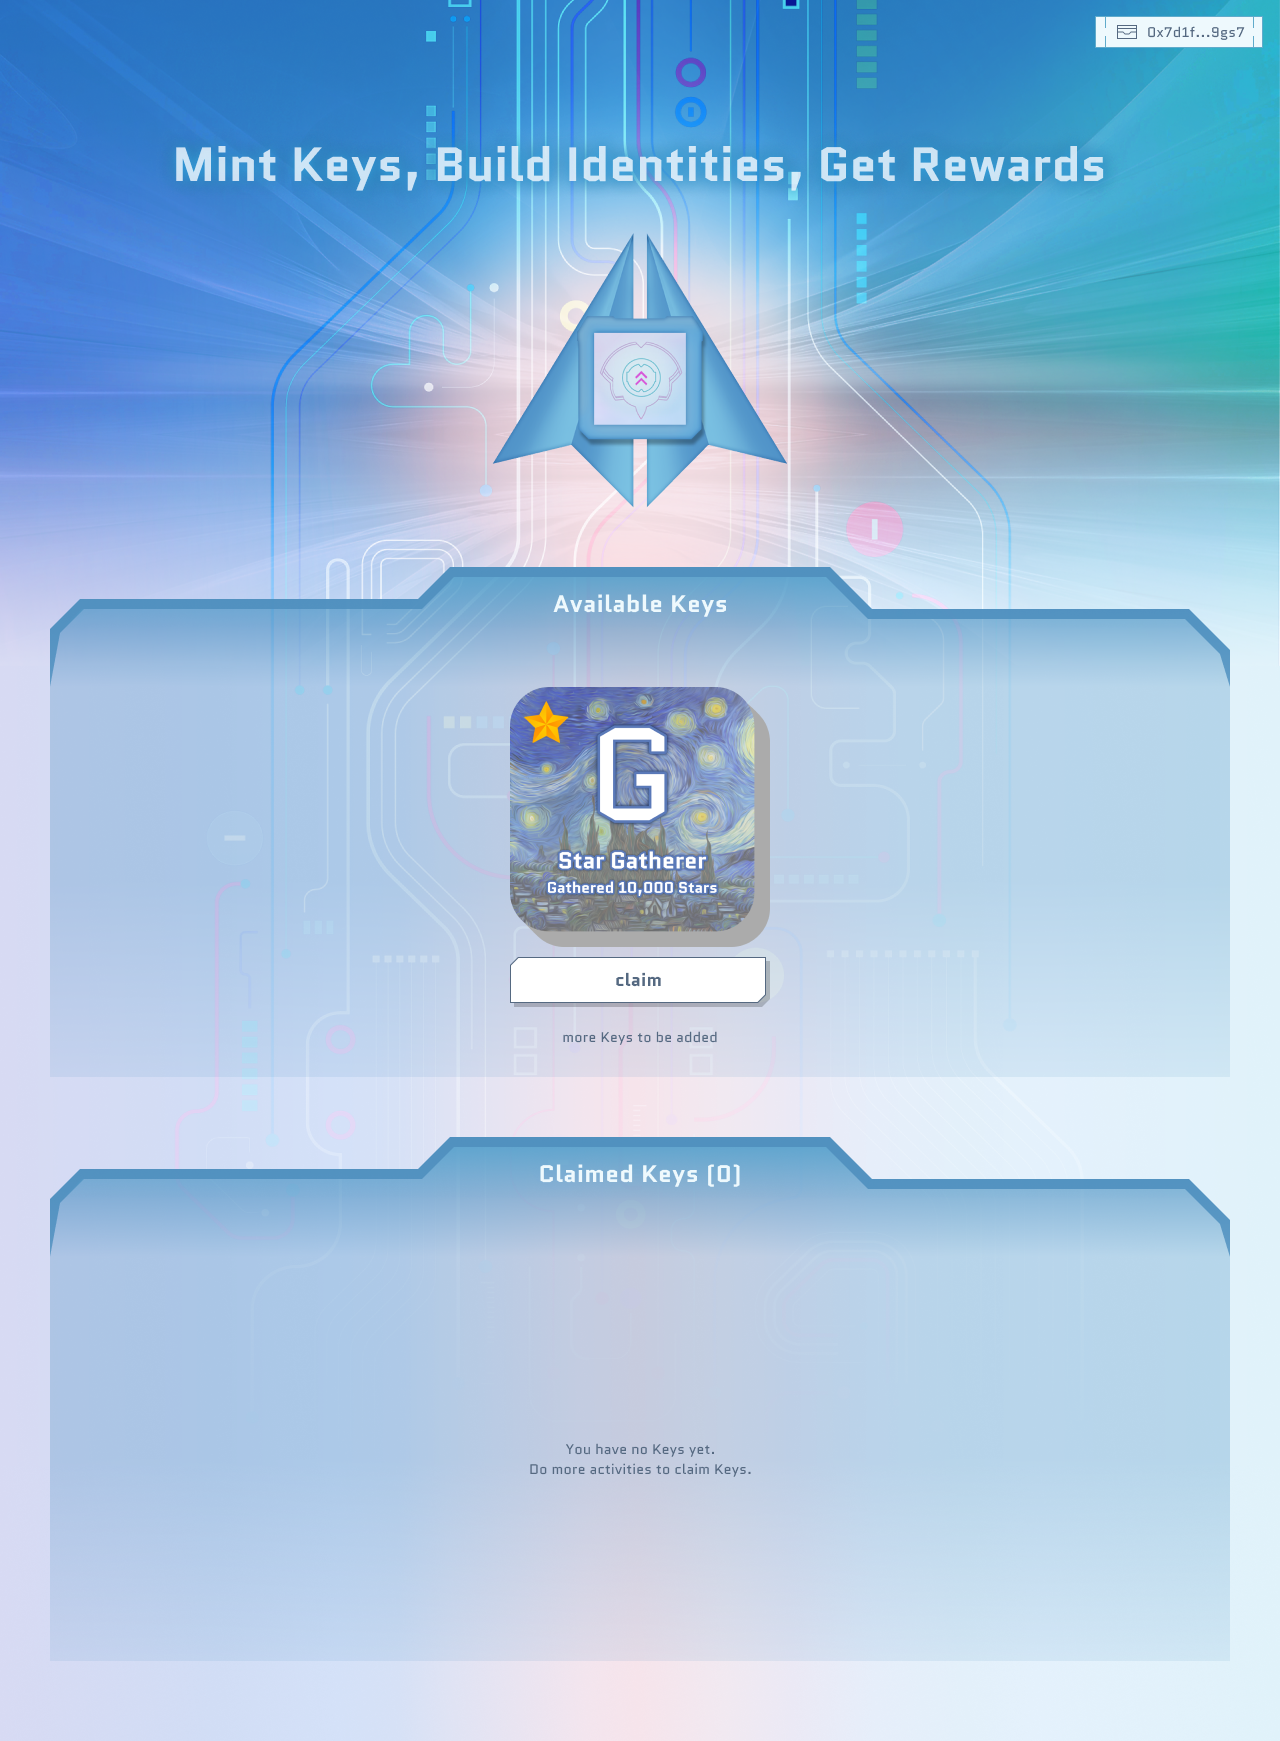 0x7d1f...9gs7
Mint Keys, Build Identities, Get Rewards
Available Keys
G
Star Gatherer
Gathered 10,000 Stars
claim
more Keys to be added
Claimed Keys (0)
You have no Keys yet.
Do more activities to claim Keys.